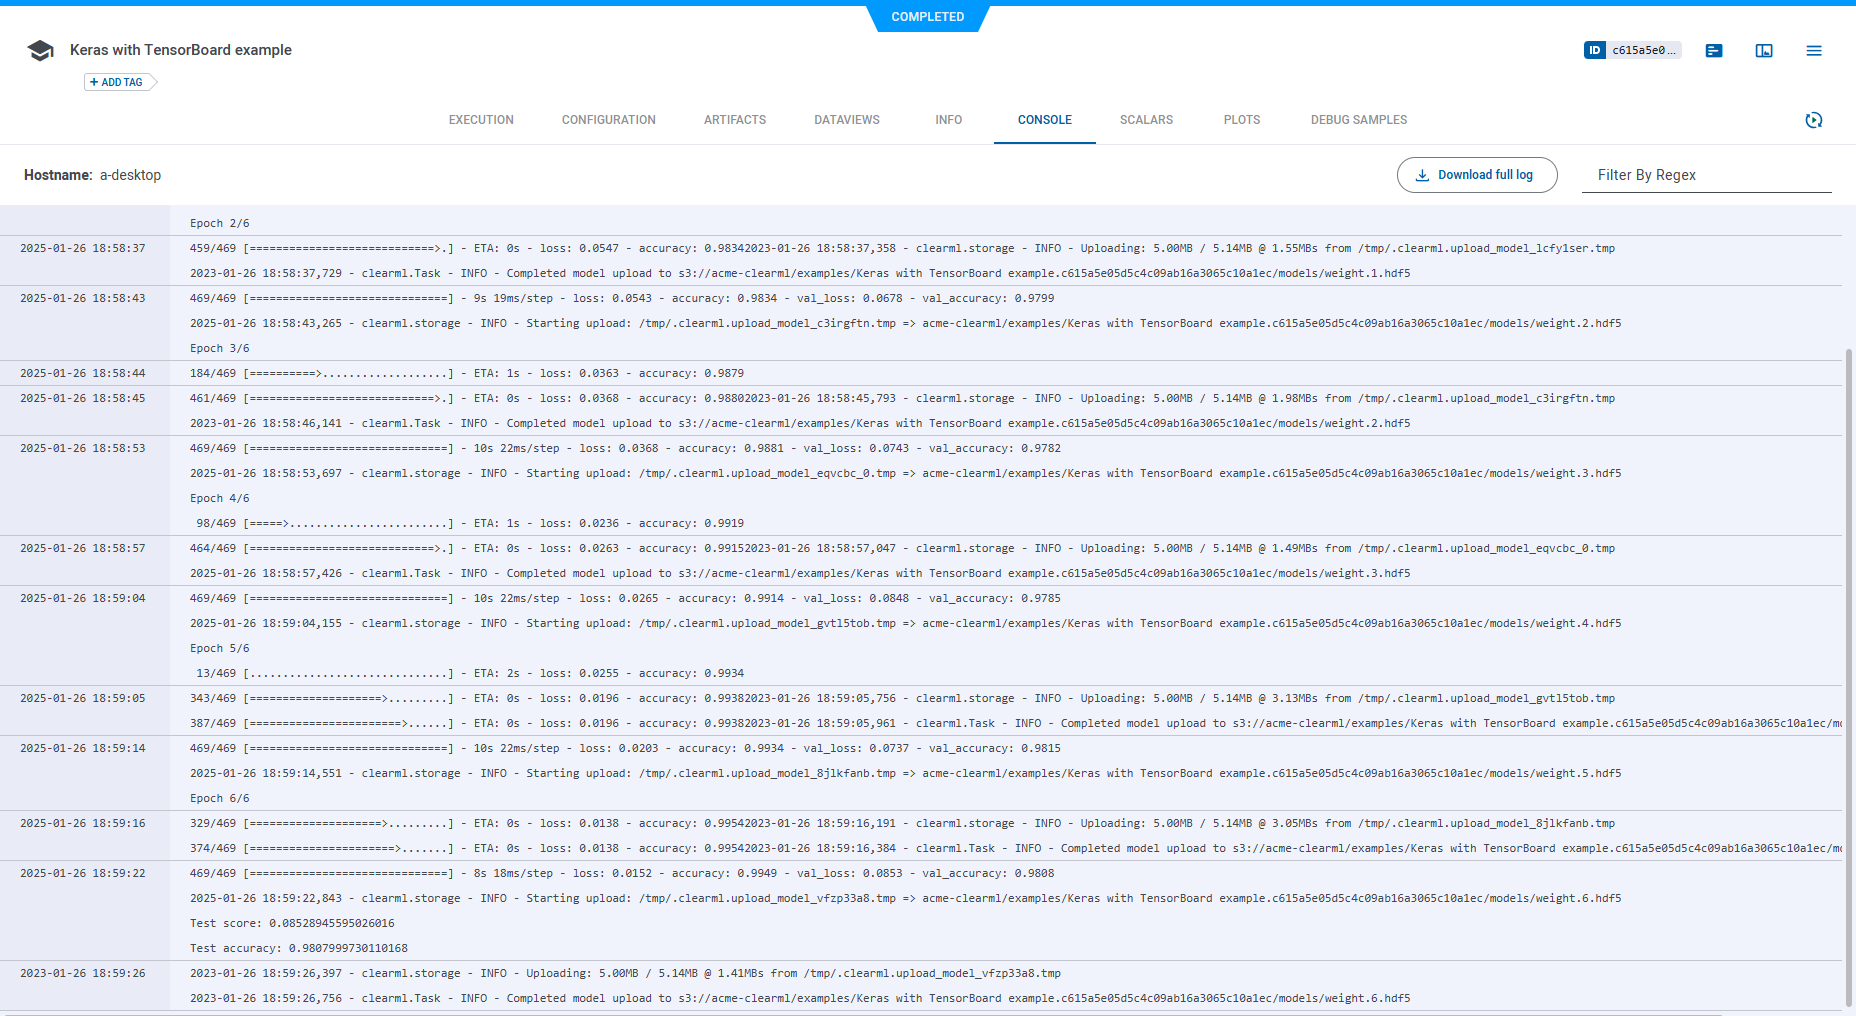 COMPLETED
Keras with TensorBoard example
ID c615a5e0...
+ ADD TAG
EXECUTION CONFIGURATION ARTIFACTS DATAVIEWS INFO CONSOLE SCALARS PLOTS DEBUG SAMPLES
Hostname: a-desktop
Download full log
Filter By Regex
Epoch 2/6
2025-01-26 18:58:37 459/469 [============================>.] - ETA: 0s - loss: 0.0547 - accuracy: 0.98342023-01-26 18:58:37,358 - clearml.storage - INFO - Uploading: 5.00MB / 5.14MB @ 1.55MBs from /tmp/.clearml.upload_model_lcfy1ser.tmp
2023-01-26 18:58:37,729 - clearml.Task - INFO - Completed model upload to s3://acme-clearml/examples/Keras with TensorBoard example.c615a5e05d5c4c09ab16a3065c10a1ec/models/weight.1.hdf5
2025-01-26 18:58:43 469/469 [==============================] - 9s 19ms/step - loss: 0.0543 - accuracy: 0.9834 - val_loss: 0.0678 - val_accuracy: 0.9799
2025-01-26 18:58:43,265 - clearml.storage - INFO - Starting upload: /tmp/.clearml.upload_model_c3irgftn.tmp => acme-clearml/examples/Keras with TensorBoard example.c615a5e05d5c4c09ab16a3065c10a1ec/models/weight.2.hdf5
Epoch 3/6
2025-01-26 18:58:44 184/469 [==========>...................] - ETA: 1s - loss: 0.0363 - accuracy: 0.9879
2025-01-26 18:58:45 461/469 [============================>.] - ETA: 0s - loss: 0.0368 - accuracy: 0.98802023-01-26 18:58:45,793 - clearml.storage - INFO - Uploading: 5.00MB / 5.14MB @ 1.98MBs from /tmp/.clearml.upload_model_c3irgftn.tmp
2023-01-26 18:58:46,141 - clearml.Task - INFO - Completed model upload to s3://acme-clearml/examples/Keras with TensorBoard example.c615a5e05d5c4c09ab16a3065c10a1ec/models/weight.2.hdf5
2025-01-26 18:58:53 469/469 [==============================] - 10s 22ms/step - loss: 0.0368 - accuracy: 0.9881 - val_loss: 0.0743 - val_accuracy: 0.9782
2025-01-26 18:58:53,697 - clearml.storage - INFO - Starting upload: /tmp/.clearml.upload_model_eqvcbc_0.tmp => acme-clearml/examples/Keras with TensorBoard example.c615a5e05d5c4c09ab16a3065c10a1ec/models/weight.3.hdf5
Epoch 4/6
98/469 [=====>........................] - ETA: 1s - loss: 0.0236 - accuracy: 0.9919
2025-01-26 18:58:57 464/469 [============================>.] - ETA: 0s - loss: 0.0263 - accuracy: 0.99152023-01-26 18:58:57,047 - clearml.storage - INFO - Uploading: 5.00MB / 5.14MB @ 1.49MBs from /tmp/.clearml.upload_model_eqvcbc_0.tmp
2025-01-26 18:58:57,426 - clearml.Task - INFO - Completed model upload to s3://acme-clearml/examples/Keras with TensorBoard example.c615a5e05d5c4c09ab16a3065c10a1ec/models/weight.3.hdf5
2025-01-26 18:59:04 469/469 [==============================] - 10s 22ms/step - loss: 0.0265 - accuracy: 0.9914 - val_loss: 0.0848 - val_accuracy: 0.9785
2025-01-26 18:59:04,155 - clearml.storage - INFO - Starting upload: /tmp/.clearml.upload_model_gvtl5tob.tmp => acme-clearml/examples/Keras with TensorBoard example.c615a5e05d5c4c09ab16a3065c10a1ec/models/weight.4.hdf5
Epoch 5/6
13/469 [..............................] - ETA: 2s - loss: 0.0255 - accuracy: 0.9934
2025-01-26 18:59:05 343/469 [====================>.........] - ETA: 0s - loss: 0.0196 - accuracy: 0.99382023-01-26 18:59:05,756 - clearml.storage - INFO - Uploading: 5.00MB / 5.14MB @ 3.13MBs from /tmp/.clearml.upload_model_gvtl5tob.tmp
387/469 [=======================>......] - ETA: 0s - loss: 0.0196 - accuracy: 0.99382023-01-26 18:59:05,961 - clearml.Task - INFO - Completed model upload to s3://acme-clearml/examples/Keras with TensorBoard example.c615a5e05d5c4c09ab16a3065c10a1ec/mo
2025-01-26 18:59:14 469/469 [==============================] - 10s 22ms/step - loss: 0.0203 - accuracy: 0.9934 - val_loss: 0.0737 - val_accuracy: 0.9815
2025-01-26 18:59:14,551 - clearml.storage - INFO - Starting upload: /tmp/.clearml.upload_model_8jlkfanb.tmp => acme-clearml/examples/Keras with TensorBoard example.c615a5e05d5c4c09ab16a3065c10a1ec/models/weight.5.hdf5
Epoch 6/6
2025-01-26 18:59:16 329/469 [====================>.........] - ETA: 0s - loss: 0.0138 - accuracy: 0.99542023-01-26 18:59:16,191 - clearml.storage - INFO - Uploading: 5.00MB / 5.14MB @ 3.05MBs from /tmp/.clearml.upload_model_8jlkfanb.tmp
374/469 [======================>.......] - ETA: 0s - loss: 0.0138 - accuracy: 0.99542023-01-26 18:59:16,384 - clearml.Task - INFO - Completed model upload to s3://acme-clearml/examples/Keras with TensorBoard example.c615a5e05d5c4c09ab16a3065c10a1ec/mo
2025-01-26 18:59:22 469/469 [==============================] - 8s 18ms/step - loss: 0.0152 - accuracy: 0.9949 - val_loss: 0.0853 - val_accuracy: 0.9808
2025-01-26 18:59:22,843 - clearml.storage - INFO - Starting upload: /tmp/.clearml.upload_model_vfzp33a8.tmp => acme-clearml/examples/Keras with TensorBoard example.c615a5e05d5c4c09ab16a3065c10a1ec/models/weight.6.hdf5
Test score: 0.08528945595026016
Test accuracy: 0.9807999730110168
2023-01-26 18:59:26 2023-01-26 18:59:26,397 - clearml.storage - INFO - Uploading: 5.00MB / 5.14MB @ 1.41MBs from /tmp/.clearml.upload_model_vfzp33a8.tmp
2023-01-26 18:59:26,756 - clearml.Task - INFO - Completed model upload to s3://acme-clearml/examples/Keras with TensorBoard example.c615a5e05d5c4c09ab16a3065c10a1ec/models/weight.6.hdf5